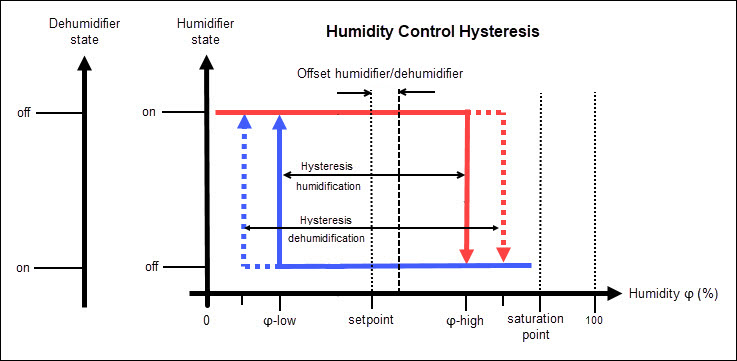 Dehumidifier
state
Humidifier
state
Humidity Control Hysteresis
Offset humidifier/dehumidifier
off
on
Hysteresis
humidification
Hysteresis
dehumidification
on
off
Humidity φ (%)
0
φ-low
setpoint
φ-high
saturation
point
100